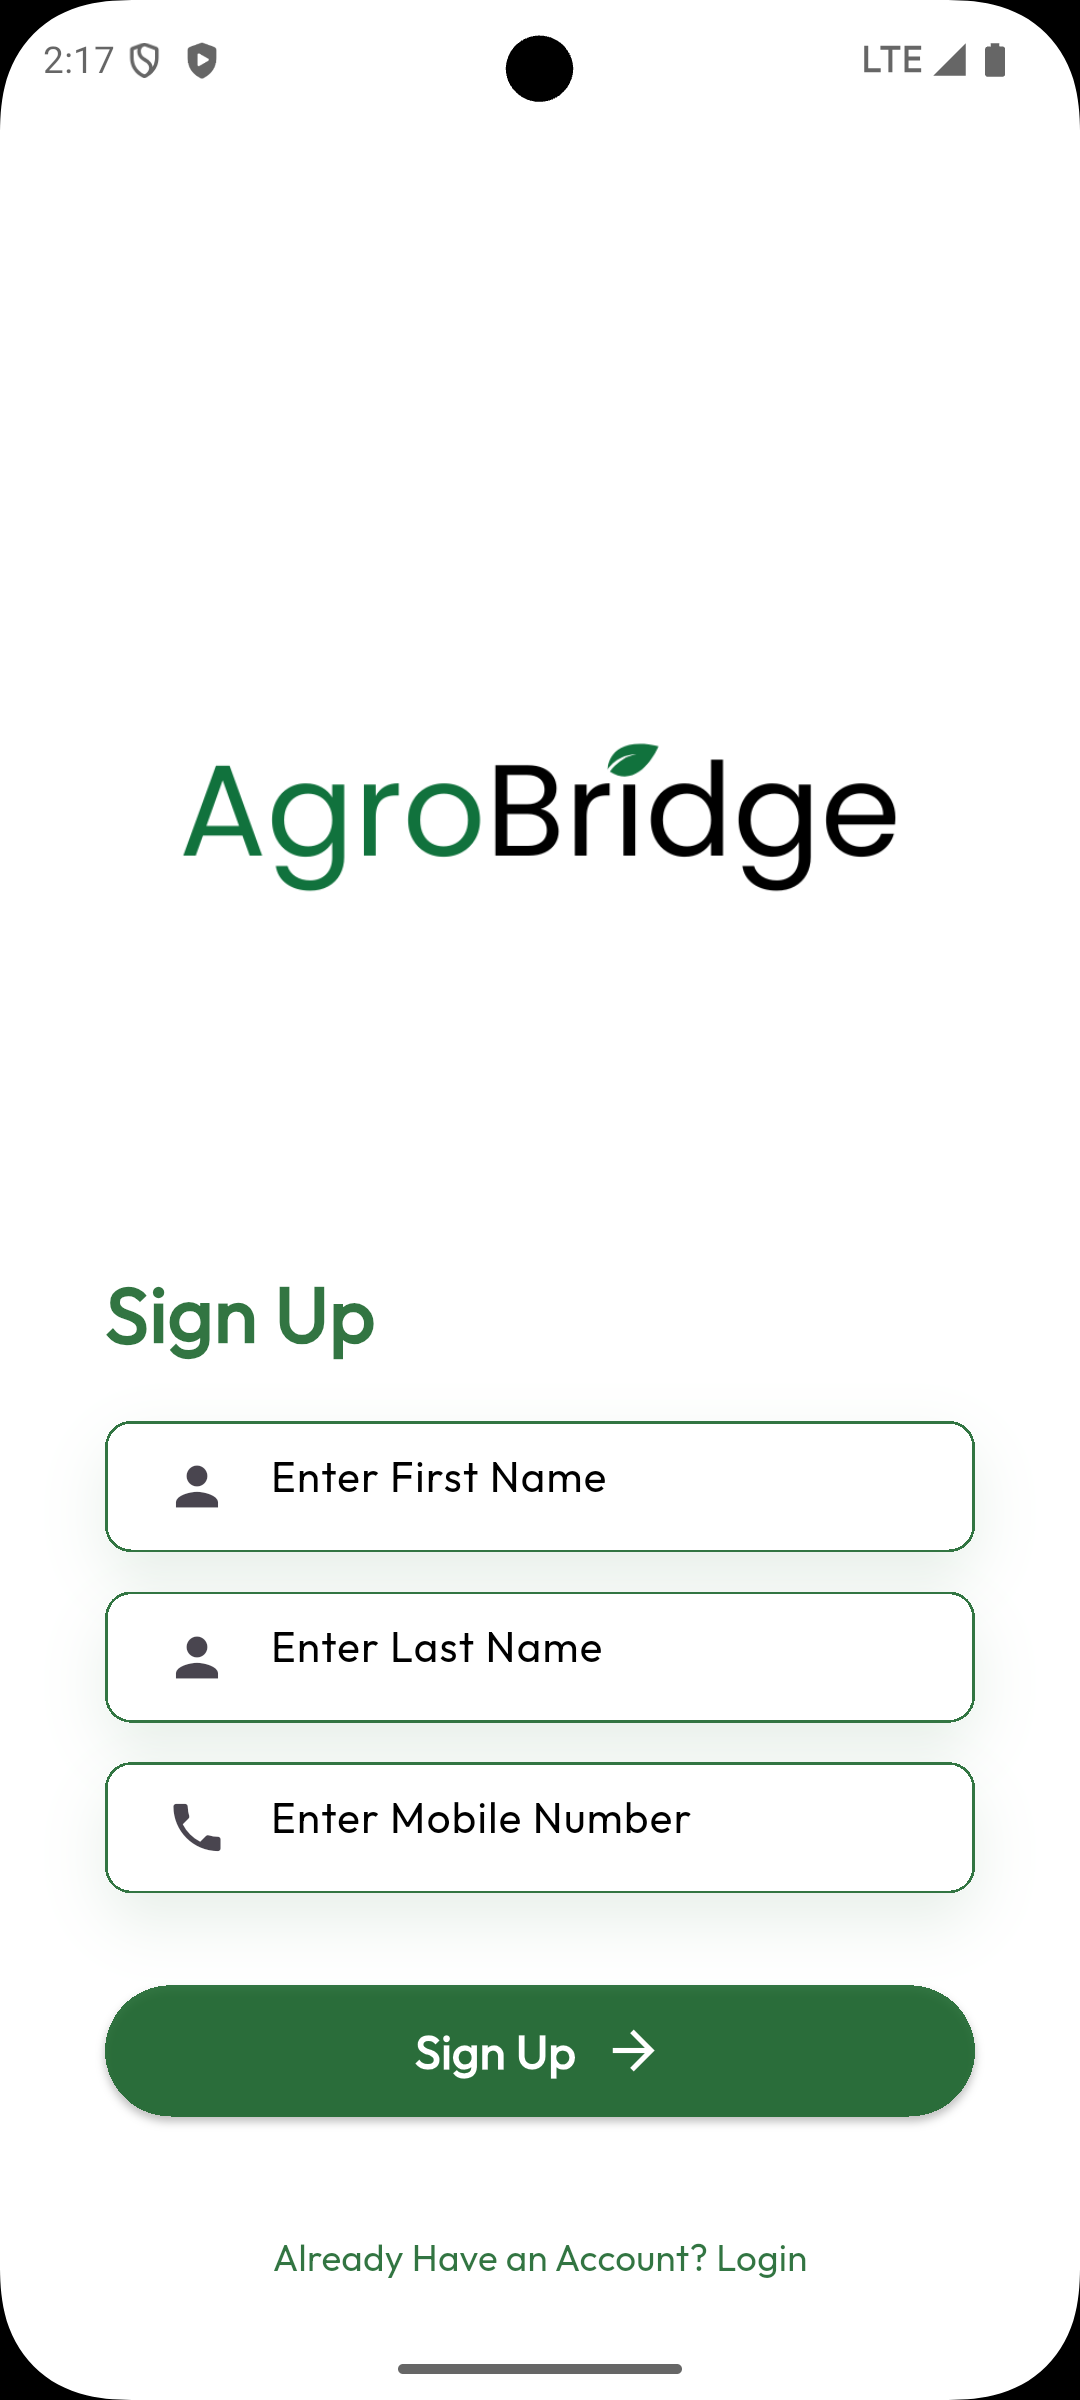 2:17 LTE
AgroBridge
Sign Up
Enter First Name
Enter Last Name
Enter Mobile Number
Sign Up
Already Have an Account? Login